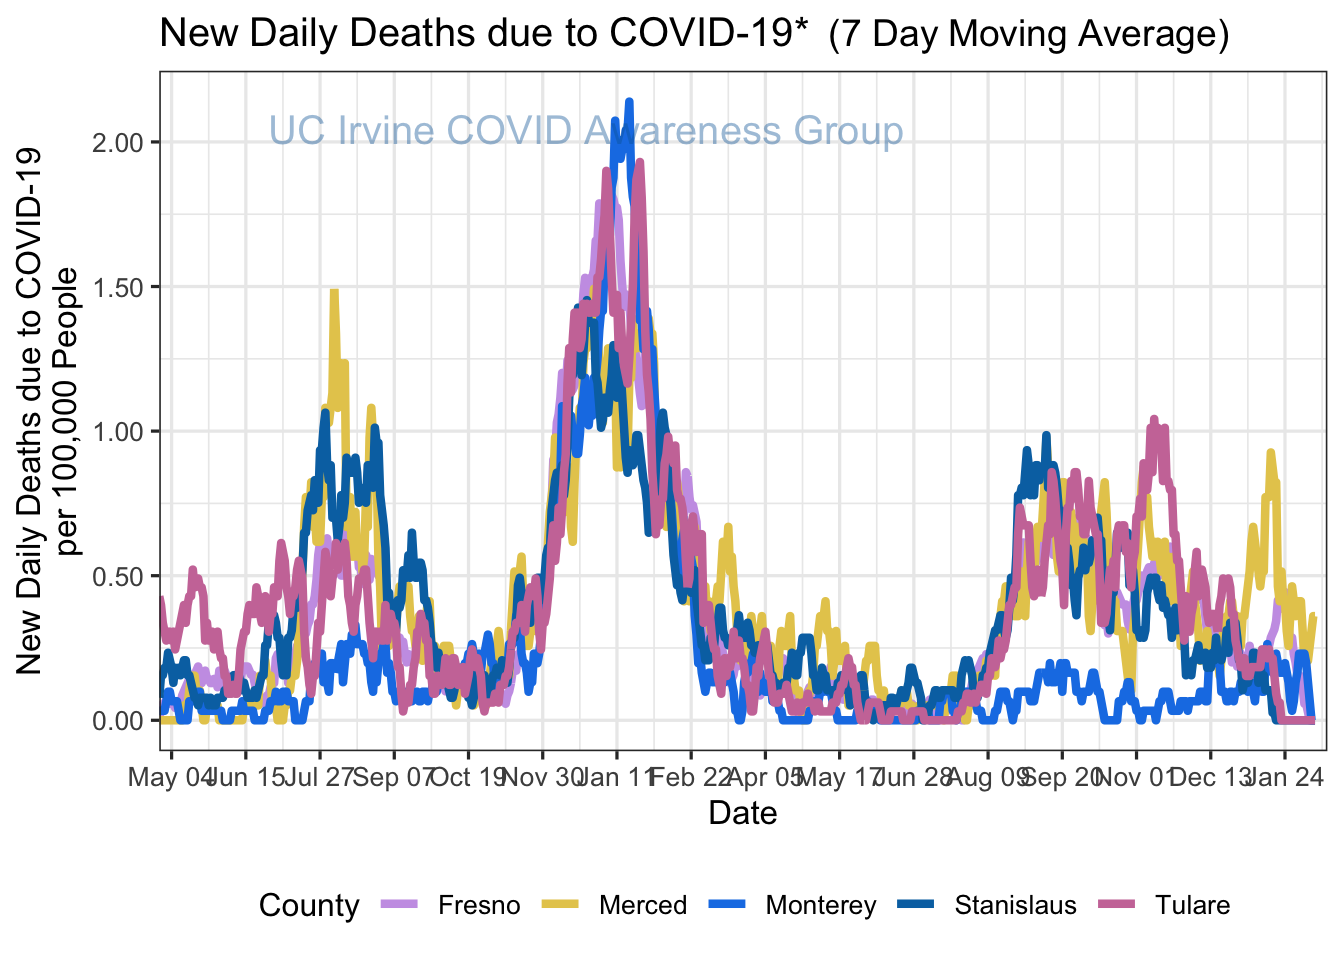 New Daily Deaths due to COVID-19* (7 Day Moving Average)
UC Irvine COVID Awareness Group
New Daily Deaths due to COVID-19
per 100,000 People
2.00
1.50
1.00
0.50
0.00
May 04 Jun 15 Jul 27 Sep 07 Oct 19 Nov 30 Jan 11 Feb 22 Apr 05 May 17 Jun 28 Aug 09 Sep 20 Nov 01 Dec 13 Jan 24
Date
County Fresno Merced Monterey Stanislaus Tulare